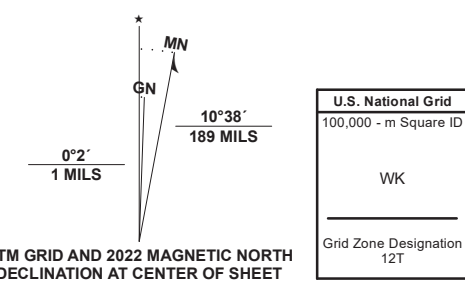 ★
MN
GN
10°38´
189 MILS
0°2´
1 MILS
TM GRID AND 2022 MAGNETIC NORTH
DECLINATION AT CENTER OF SHEET
U.S. National Grid
100,000 - m Square ID
WK
Grid Zone Designation
12T